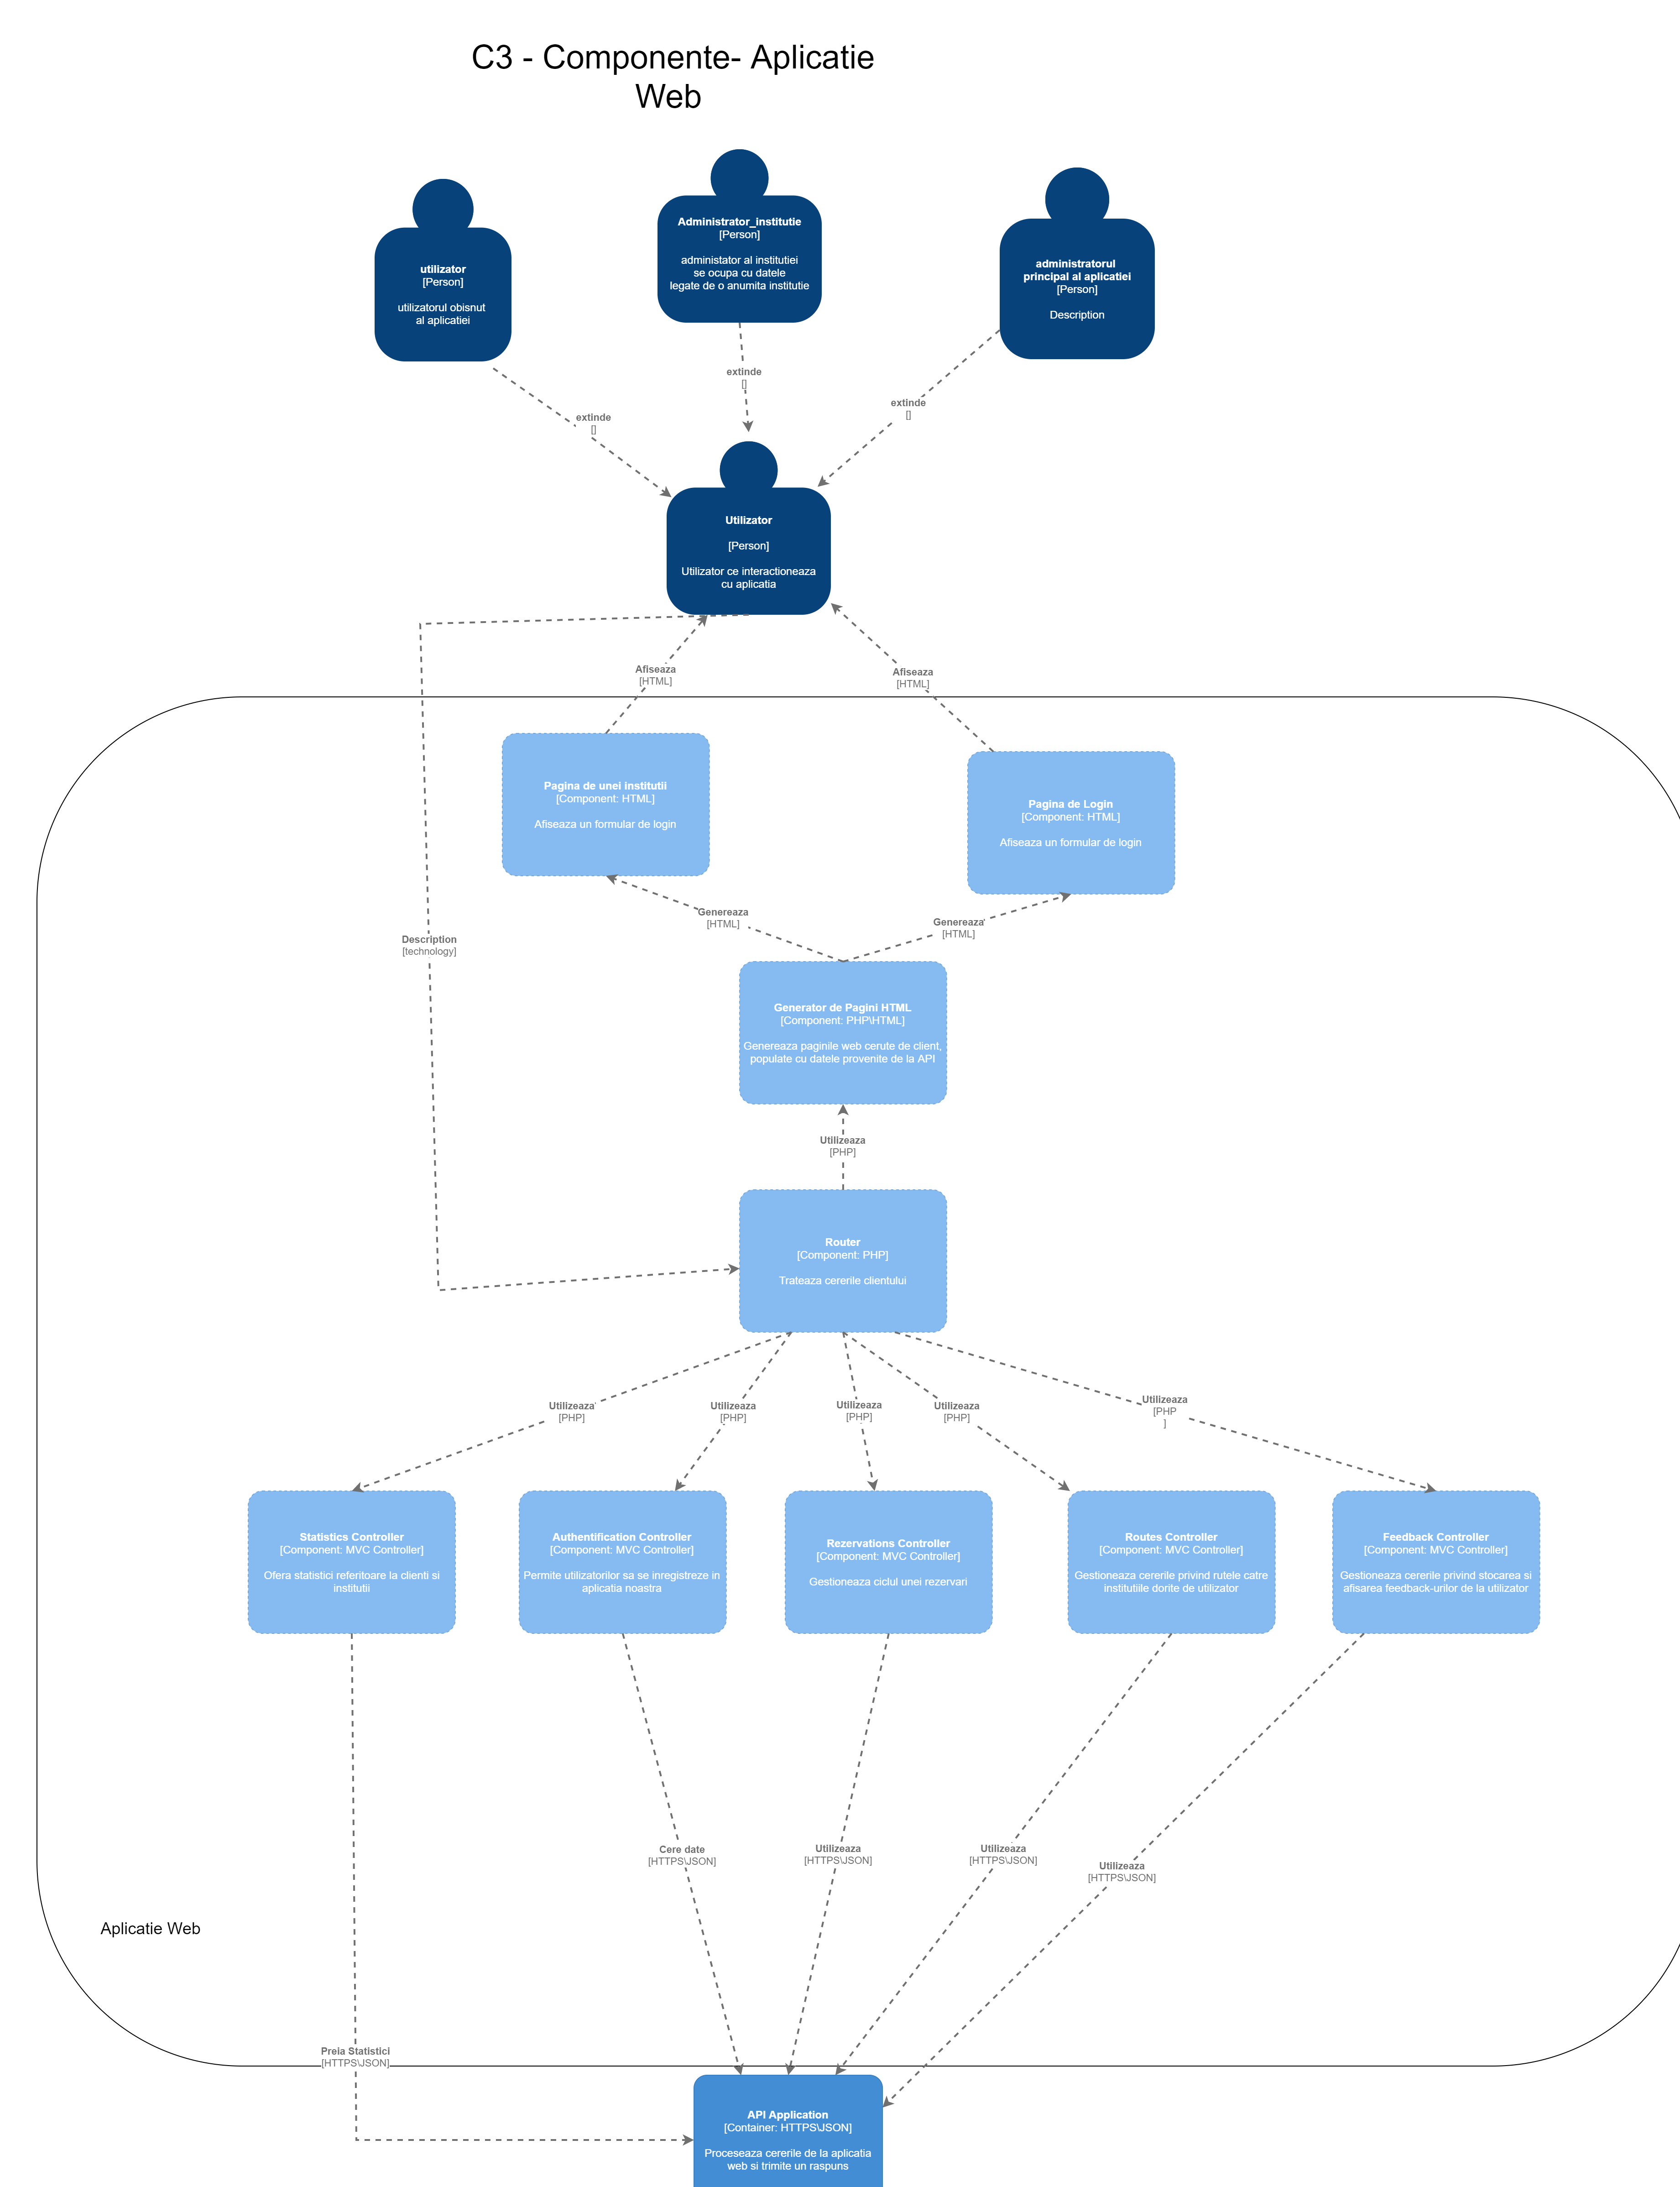 C3 - Componente- Aplicatie
Web
utilizator
[Person]
utilizatorul obisnut
al aplicatiei
Administrator_institutie
[Person]
administator al institutiei
se ocupa cu datele
legate de o anumita institutie
administratorul
principal al aplicatiei
[Person]
Description
extinde
[]
extinde
[]
extinde
[]
Utilizator
[Person]
Utilizator ce interactioneaza
cu aplicatia
Afiseaza
[HTML]
Afiseaza
[HTML]
Pagina de unei institutii
[Component: HTML]
Afiseaza un formular de login
Pagina de Login
[Component: HTML]
Afiseaza un formular de login
Genereaza
[HTML]
Genereaza
[HTML]
Description
[technology]
Generator de Pagini HTML
[Component: PHP\HTML]
Genereaza paginile web cerute de client,
populate cu datele provenite de la API
Utilizeaza
[PHP]
Router
[Component: PHP]
Trateaza cererile clientului
Utilizeaza
[PHP]
Utilizeaza
[PHP]
Utilizeaza
[PHP]
Utilizeaza
[PHP]
Utilizeaza
[PHP
]
Statistics Controller
[Component: MVC Controller]
Ofera statistici referitoare la clienti si
institutii
Authentification Controller
[Component: MVC Controller]
Permite utilizatorilor sa se inregistreze in
aplicatia noastra
Rezervations Controller
[Component: MVC Controller]
Gestioneaza ciclul unei rezervari
Routes Controller
[Component: MVC Controller]
Gestioneaza cererile privind rutele catre
institutiile dorite de utilizator
Feedback Controller
[Component: MVC Controller]
Gestioneaza cererile privind stocarea si
afisarea feedback-urilor de la utilizator
Cere date
[HTTPS\JSON]
Utilizeaza
[HTTPS\JSON]
Utilizeaza
[HTTPS\JSON]
Utilizeaza
[HTTPS\JSON]
Aplicatie Web
Preia Statistici
[HTTPS\JSON]
API Application
[Container: HTTPS\JSON]
Proceseaza cererile de la aplicatia
web si trimite un raspuns